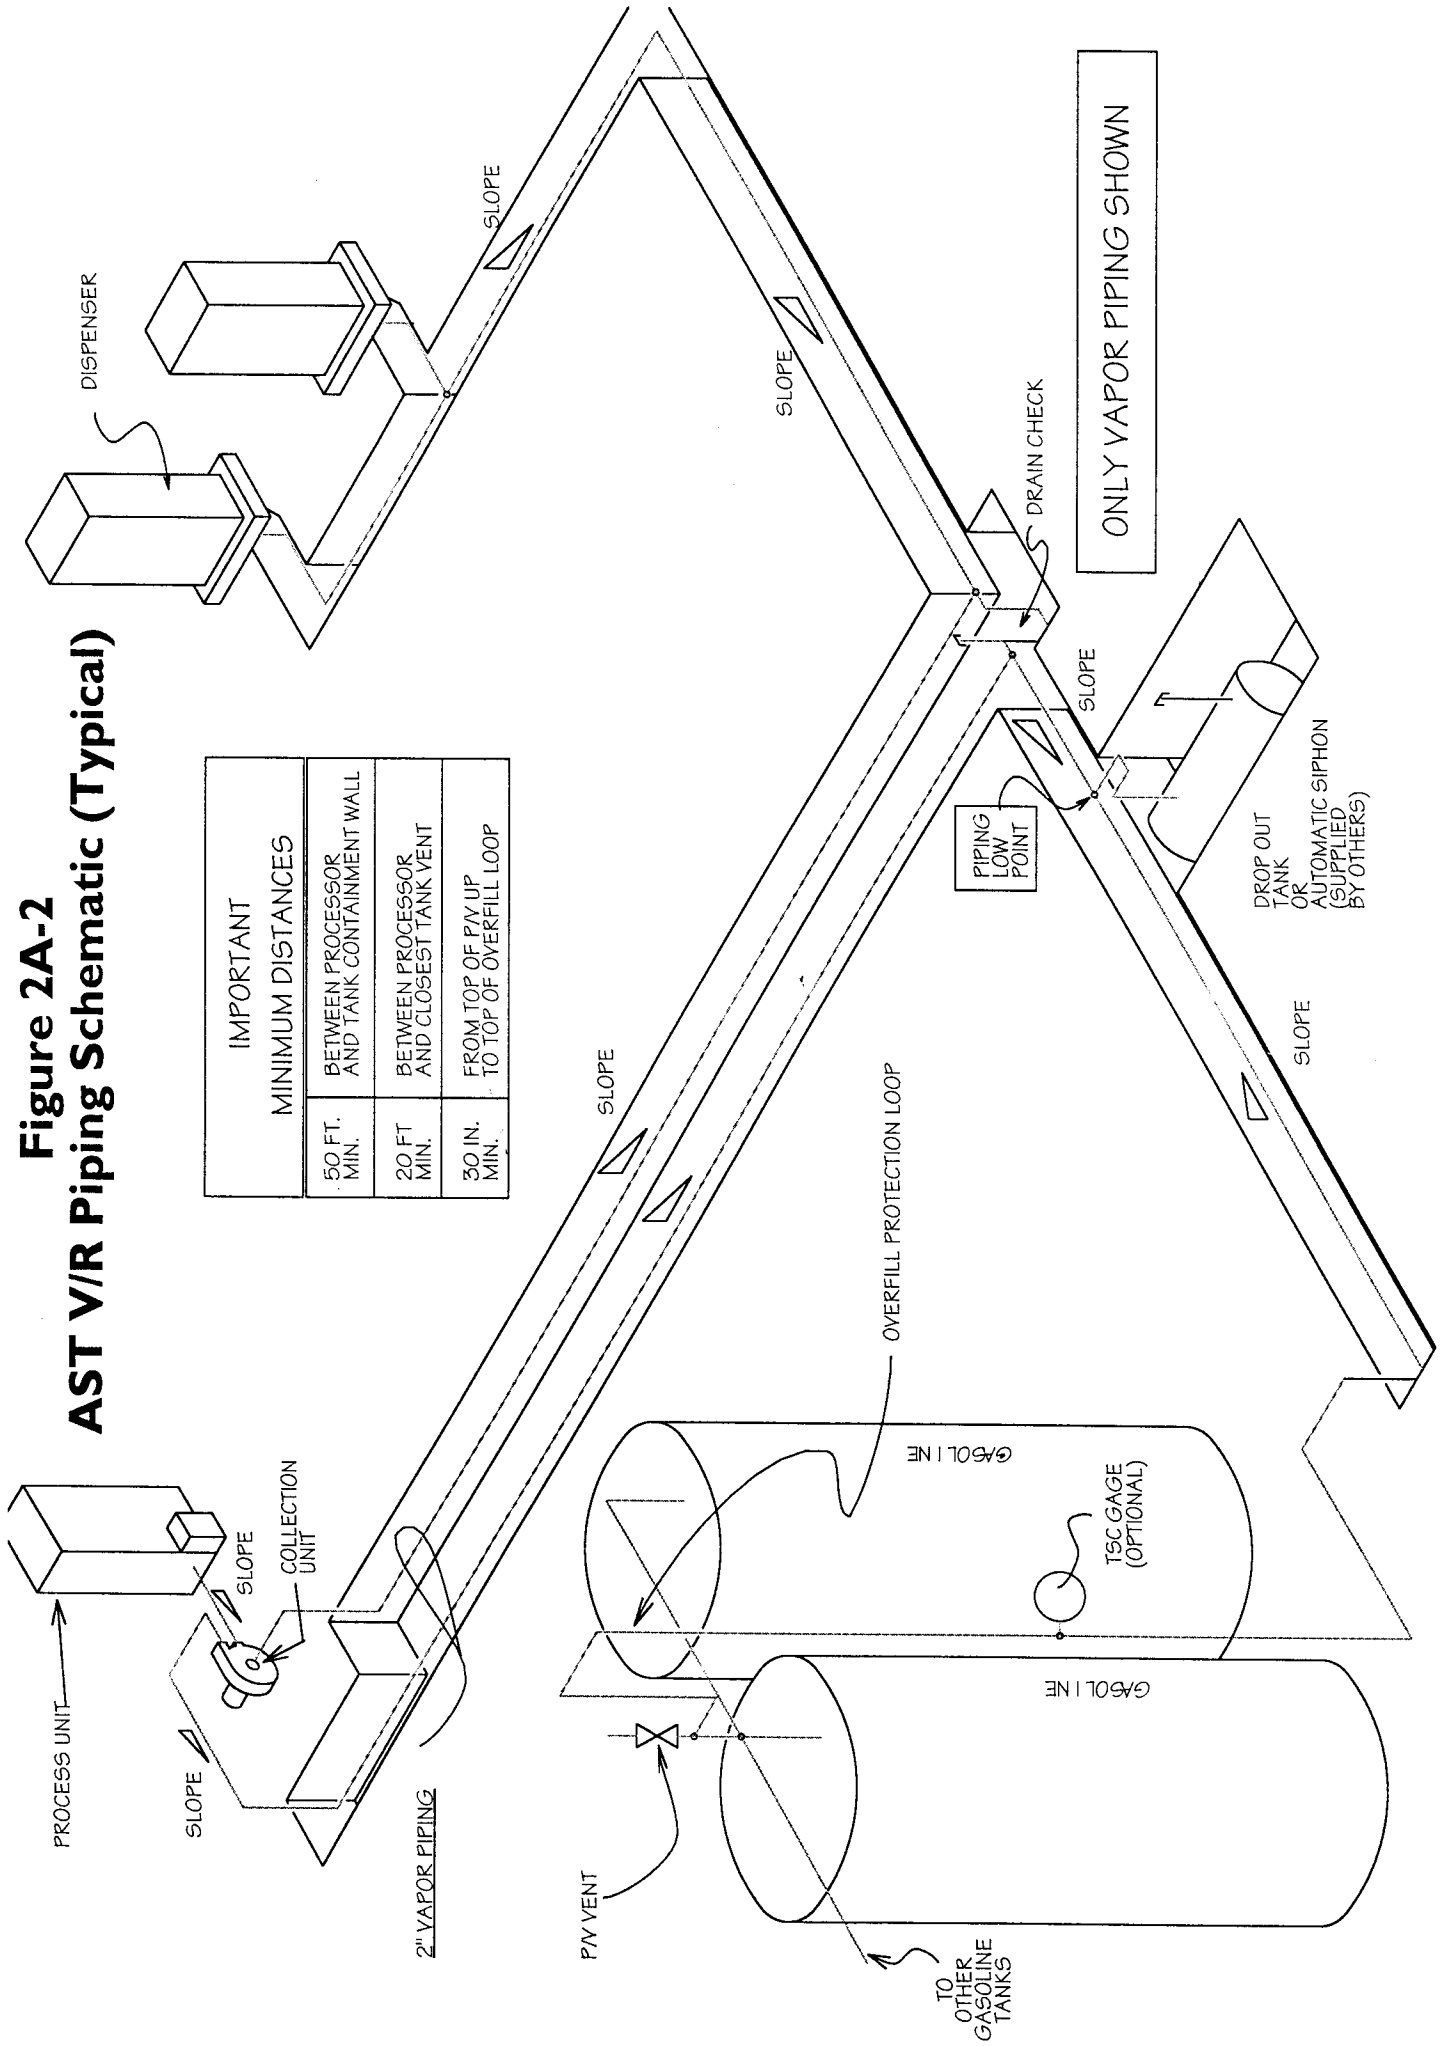 Figure 2A-2
AST V/R Piping Schematic (Typical)
PROCESS UNIT
SLOPE
SLOPE
COLLECTION
UNIT
2" VAPOR PIPING
IMPORTANT
MINIMUM DISTANCES
50 FT.
MIN.
BETWEEN PROCESSOR
AND TANK CONTAINMENT WALL
20 FT
MIN.
BETWEEN PROCESSOR
AND CLOSEST TANK VENT
30 IN.
MIN.
FROM TOP OF P/V UP
TO TOP OF OVERFILL LOOP
DISPENSER
SLOPE
SLOPE
SLOPE
DRAIN CHECK
ONLY VAPOR PIPING SHOWN
SLOPE
PIPING
LOW
POINT
DROP OUT
TANK
OR
AUTOMATIC SIPHON
(SUPPLIED
BY OTHERS)
SLOPE
OVERFILL PROTECTION LOOP
P/V VENT
GASOLINE
GASOLINE
TSC GAGE
(OPTIONAL)
TO
OTHER
GASOLINE
TANKS